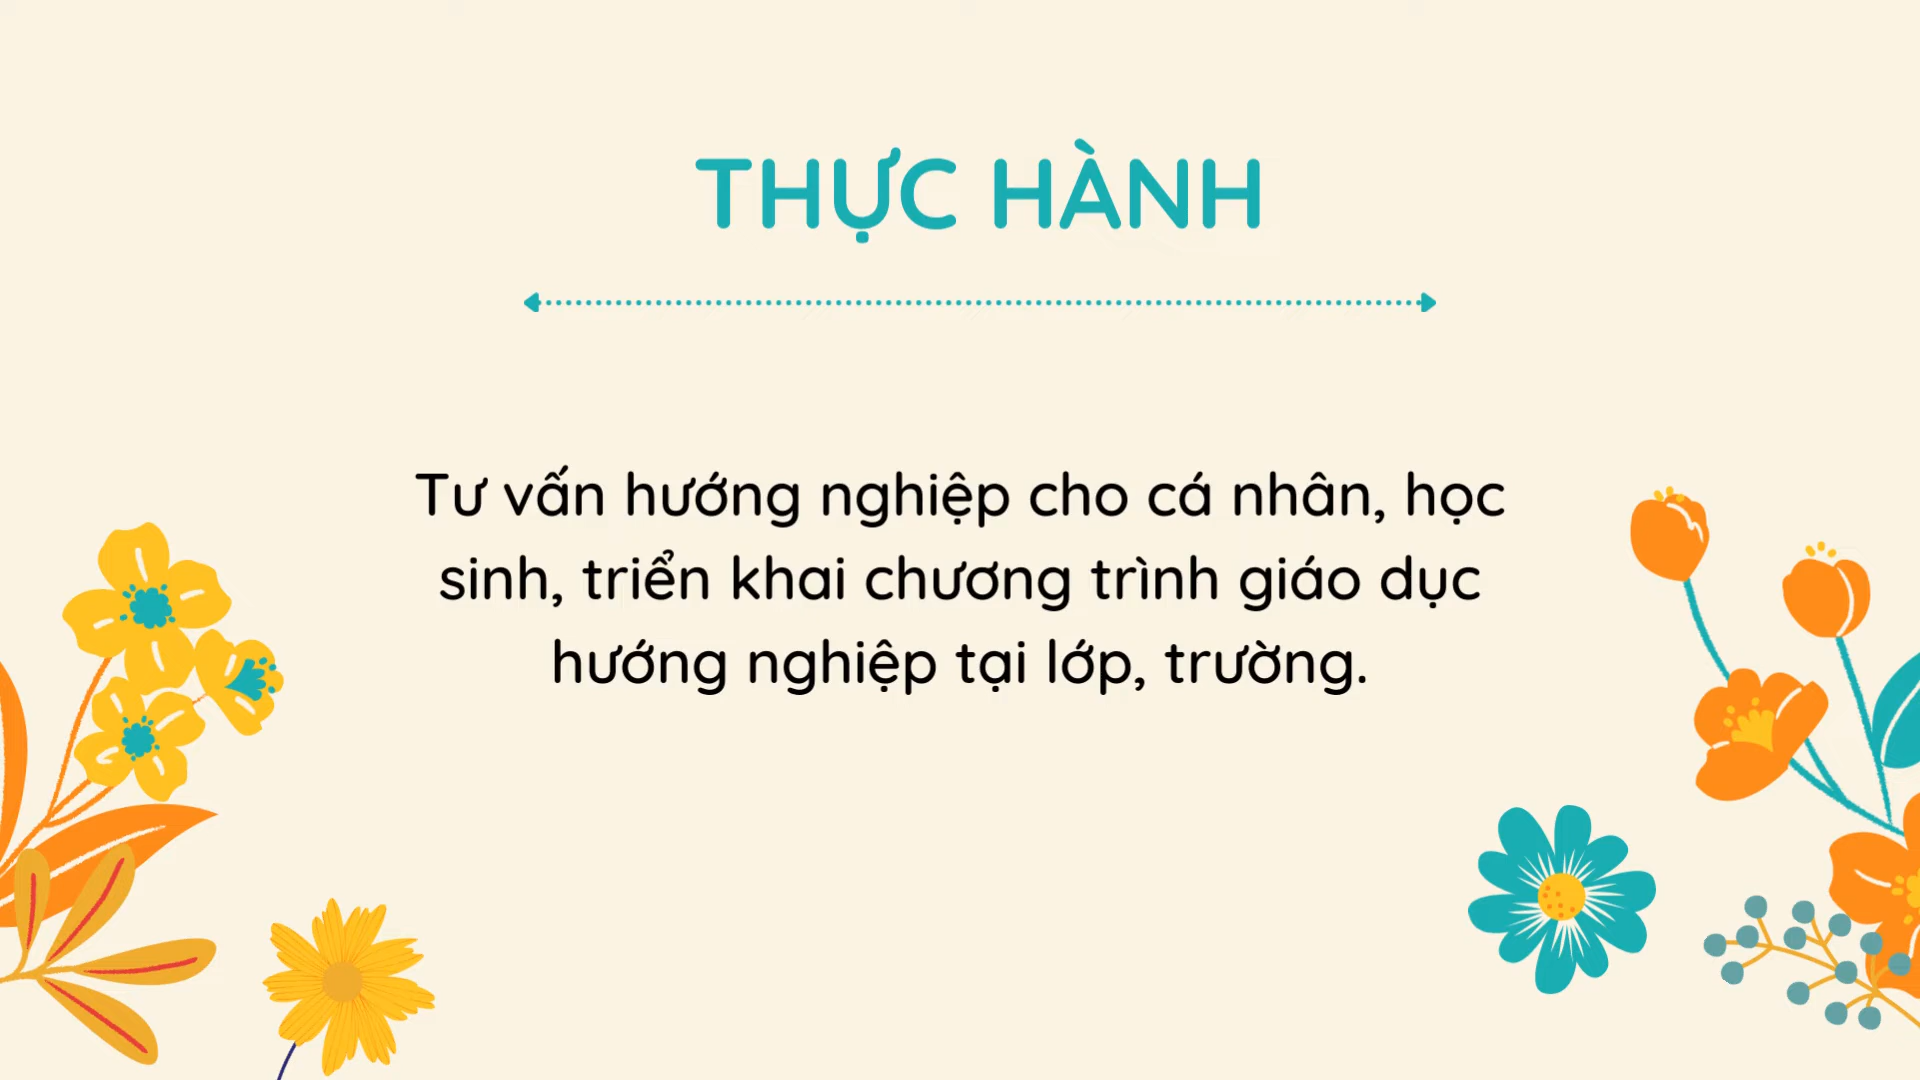 THỰC HÀNH
Tư vấn hướng nghiệp cho cá nhân, học
sinh, triển khai chương trình giáo dục
hướng nghiệp tại lớp, trường.